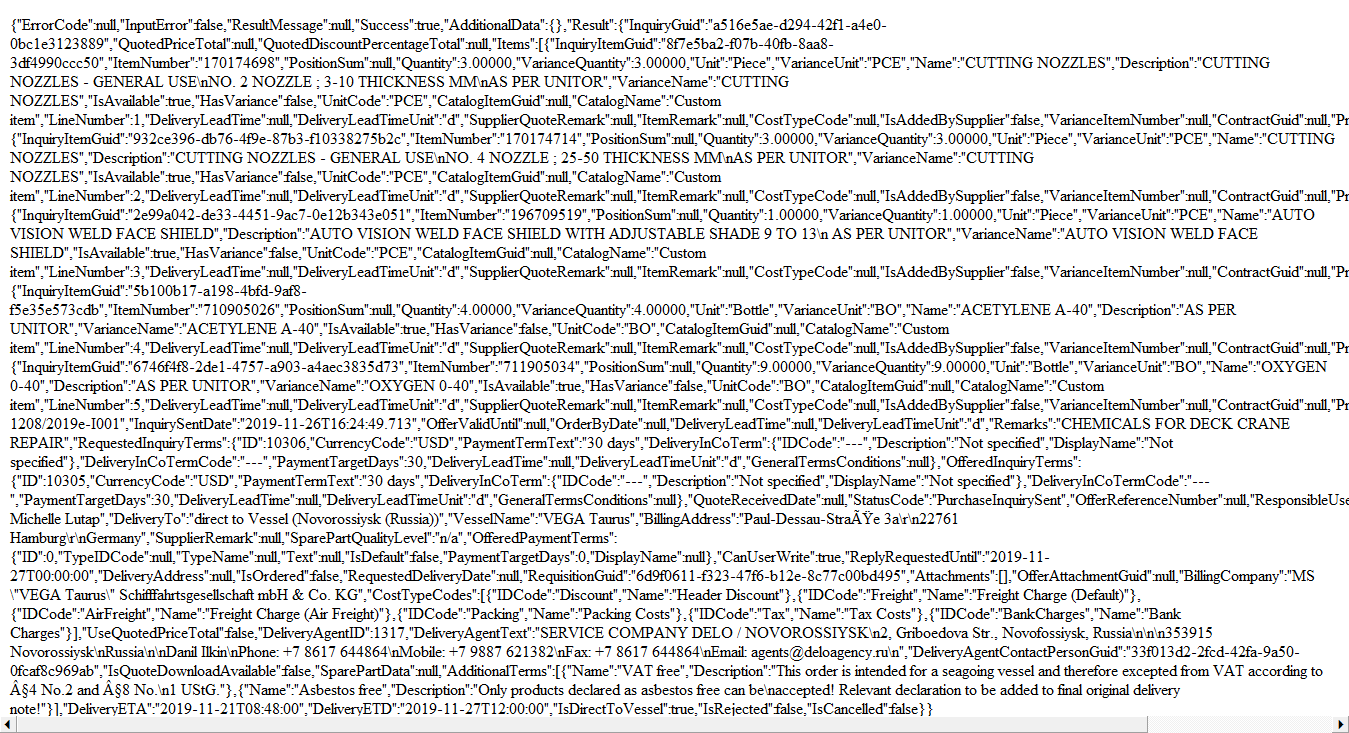 {"ErrorCode":null,"InputError":false,"ResultMessage":null,"Success":true,"AdditionalData":{},"Result":{"InquiryGuid":"a516e5ae-d294-42f1-a4e0-
0bc1e3123889","QuotedPriceTotal":null,"QuotedDiscountPercentageTotal":null,"Items":[{"InquiryItemGuid":"8f7e5ba2-f07b-40fb-8aa8-
3df4990ccc50","ItemNumber":"170174698","PositionSum":null,"Quantity":3.00000,"VarianceQuantity":3.00000,"Unit":"Piece","VarianceUnit":"PCE","Name":"CUTTING NOZZLES","Description":"CUTTING
NOZZLES - GENERAL USE\nNO. 2 NOZZLE ; 3-10 THICKNESS MM\nAS PER UNITOR","VarianceName":"CUTTING
NOZZLES","IsAvailable":true,"HasVariance":false,"UnitCode":"PCE","CatalogItemGuid":null,"CatalogName":"Custom
item","LineNumber":1,"DeliveryLeadTime":null,"DeliveryLeadTimeUnit":"d","SupplierQuoteRemark":null,"ItemRemark":null,"CostTypeCode":null,"IsAddedBySupplier":false,"VarianceItemNumber":null,"ContractGuid":null,"Pr
{"InquiryItemGuid":"932ce396-db76-4f9e-87b3-f10338275b2c","ItemNumber":"170174714","PositionSum":null,"Quantity":3.00000,"VarianceQuantity":3.00000,"Unit":"Piece","VarianceUnit":"PCE","Name":"CUTTING
NOZZLES","Description":"CUTTING NOZZLES - GENERAL USE\nNO. 4 NOZZLE ; 25-50 THICKNESS MM\nAS PER UNITOR","VarianceName":"CUTTING
NOZZLES","IsAvailable":true,"HasVariance":false,"UnitCode":"PCE","CatalogItemGuid":null,"CatalogName":"Custom
item","LineNumber":2,"DeliveryLeadTime":null,"DeliveryLeadTimeUnit":"d","SupplierQuoteRemark":null,"ItemRemark":null,"CostTypeCode":null,"IsAddedBySupplier":false,"VarianceItemNumber":null,"ContractGuid":null,"Pr
{"InquiryItemGuid":"2e99a042-de33-4451-9ac7-0e12b343e051","ItemNumber":"196709519","PositionSum":null,"Quantity":1.00000,"VarianceQuantity":1.00000,"Unit":"Piece","VarianceUnit":"PCE","Name":"AUTO
VISION WELD FACE SHIELD","Description":"AUTO VISION WELD FACE SHIELD WITH ADJUSTABLE SHADE 9 TO 13\n AS PER UNITOR","VarianceName":"AUTO VISION WELD FACE
SHIELD","IsAvailable":true,"HasVariance":false,"UnitCode":"PCE","CatalogItemGuid":null,"CatalogName":"Custom
item","LineNumber":3,"DeliveryLeadTime":null,"DeliveryLeadTimeUnit":"d","SupplierQuoteRemark":null,"ItemRemark":null,"CostTypeCode":null,"IsAddedBySupplier":false,"VarianceItemNumber":null,"ContractGuid":null,"Pr
{"InquiryItemGuid":"5b100b17-a198-4bfd-9af8-
f5e35e573cdb","ItemNumber":"710905026","PositionSum":null,"Quantity":4.00000,"VarianceQuantity":4.00000,"Unit":"Bottle","VarianceUnit":"BO","Name":"ACETYLENE A-40","Description":"AS PER
UNITOR","VarianceName":"ACETYLENE A-40","IsAvailable":true,"HasVariance":false,"UnitCode":"BO","CatalogItemGuid":null,"CatalogName":"Custom
item","LineNumber":4,"DeliveryLeadTime":null,"DeliveryLeadTimeUnit":"d","SupplierQuoteRemark":null,"ItemRemark":null,"CostTypeCode":null,"IsAddedBySupplier":false,"VarianceItemNumber":null,"ContractGuid":null,"Pr
{"InquiryItemGuid":"6746f4f8-2de1-4757-a903-a4aec3835d73","ItemNumber":"711905034","PositionSum":null,"Quantity":9.00000,"VarianceQuantity":9.00000,"Unit":"Bottle","VarianceUnit":"BO","Name":"OXYGEN
0-40","Description":"AS PER UNITOR","VarianceName":"OXYGEN 0-40","IsAvailable":true,"HasVariance":false,"UnitCode":"BO","CatalogItemGuid":null,"CatalogName":"Custom
item","LineNumber":5,"DeliveryLeadTime":null,"DeliveryLeadTimeUnit":"d","SupplierQuoteRemark":null,"ItemRemark":null,"CostTypeCode":null,"IsAddedBySupplier":false,"VarianceItemNumber":null,"ContractGuid":null,"Pr
1208/2019e-I001","InquirySentDate":"2019-11-26T16:24:49.713","OfferValidUntil":null,"OrderByDate":null,"DeliveryLeadTime":null,"DeliveryLeadTimeUnit":"d","Remarks":"CHEMICALS FOR DECK CRANE
REPAIR","RequestedInquiryTerms":{"ID":10306,"CurrencyCode":"USD","PaymentTermText":"30 days","DeliveryInCoTerm":{"IDCode":"---","Description":"Not specified","DisplayName":"Not
specified"},"DeliveryInCoTermCode":"---","PaymentTargetDays":30,"DeliveryLeadTime":null,"DeliveryLeadTimeUnit":"d","GeneralTermsConditions":null},"OfferedInquiryTerms":
{"ID":10305,"CurrencyCode":"USD","PaymentTermText":"30 days","DeliveryInCoTerm":{"IDCode":"---","Description":"Not specified","DisplayName":"Not specified"},"DeliveryInCoTermCode":"---
","PaymentTargetDays":30,"DeliveryLeadTime":null,"DeliveryLeadTimeUnit":"d","GeneralTermsConditions":null},"QuoteReceivedDate":null,"StatusCode":"PurchaseInquirySent","OfferReferenceNumber":null,"ResponsibleUse
Michelle Lutap","DeliveryTo":"direct to Vessel (Novorossiysk (Russia))","VesselName":"VEGA Taurus","BillingAddress":"Paul-Dessau-StraÃŸe 3a\r\n22761
Hamburg\r\nGermany","SupplierRemark":null,"SparePartQualityLevel":"n/a","OfferedPaymentTerms":
{"ID":0,"TypeIDCode":null,"TypeName":null,"Text":null,"IsDefault":false,"PaymentTargetDays":0,"DisplayName":null},"CanUserWrite":true,"ReplyRequestedUntil":"2019-11-
27T00:00:00","DeliveryAddress":null,"IsOrdered":false,"RequestedDeliveryDate":null,"RequisitionGuid":"6d9f0611-f323-47f6-b12e-8c77c00bd495","Attachments":[],"OfferAttachmentGuid":null,"BillingCompany":"MS
\"VEGA Taurus\" Schifffahrtsgesellschaft mbH & Co. KG","CostTypeCodes":[{"IDCode":"Discount","Name":"Header Discount"},{"IDCode":"Freight","Name":"Freight Charge (Default)"},
{"IDCode":"AirFreight","Name":"Freight Charge (Air Freight)"},{"IDCode":"Packing","Name":"Packing Costs"},{"IDCode":"Tax","Name":"Tax Costs"},{"IDCode":"BankCharges","Name":"Bank
Charges"}],"UseQuotedPriceTotal":false,"DeliveryAgentID":1317,"DeliveryAgentText":"SERVICE COMPANY DELO / NOVOROSSIYSK\n2, Griboedova Str., Novofossiysk, Russia\n\n\n353915
Novorossiysk\nRussia\n\nDanil Ilkin\nPhone: +7 8617 644864\nMobile: +7 9887 621382\nFax: +7 8617 644864\nEmail: agents@deloagency.ru\n","DeliveryAgentContactPersonGuid":"33f013d2-2fcd-42fa-9a50-
0fcaf8c969ab","IsQuoteDownloadAvailable":false,"SparePartData":null,"AdditionalTerms":[{"Name":"VAT free","Description":"This order is intended for a seagoing vessel and therefore excepted from VAT according to
Â§4 No.2 and Â§8 No.\n1 UStG."},{"Name":"Asbestos free","Description":"Only products declared as asbestos free can be\naccepted! Relevant declaration to be added to final original delivery
note!"}],"DeliveryETA":"2019-11-21T08:48:00","DeliveryETD":"2019-11-27T12:00:00","IsDirectToVessel":true,"IsRejected":false,"IsCancelled":false}}